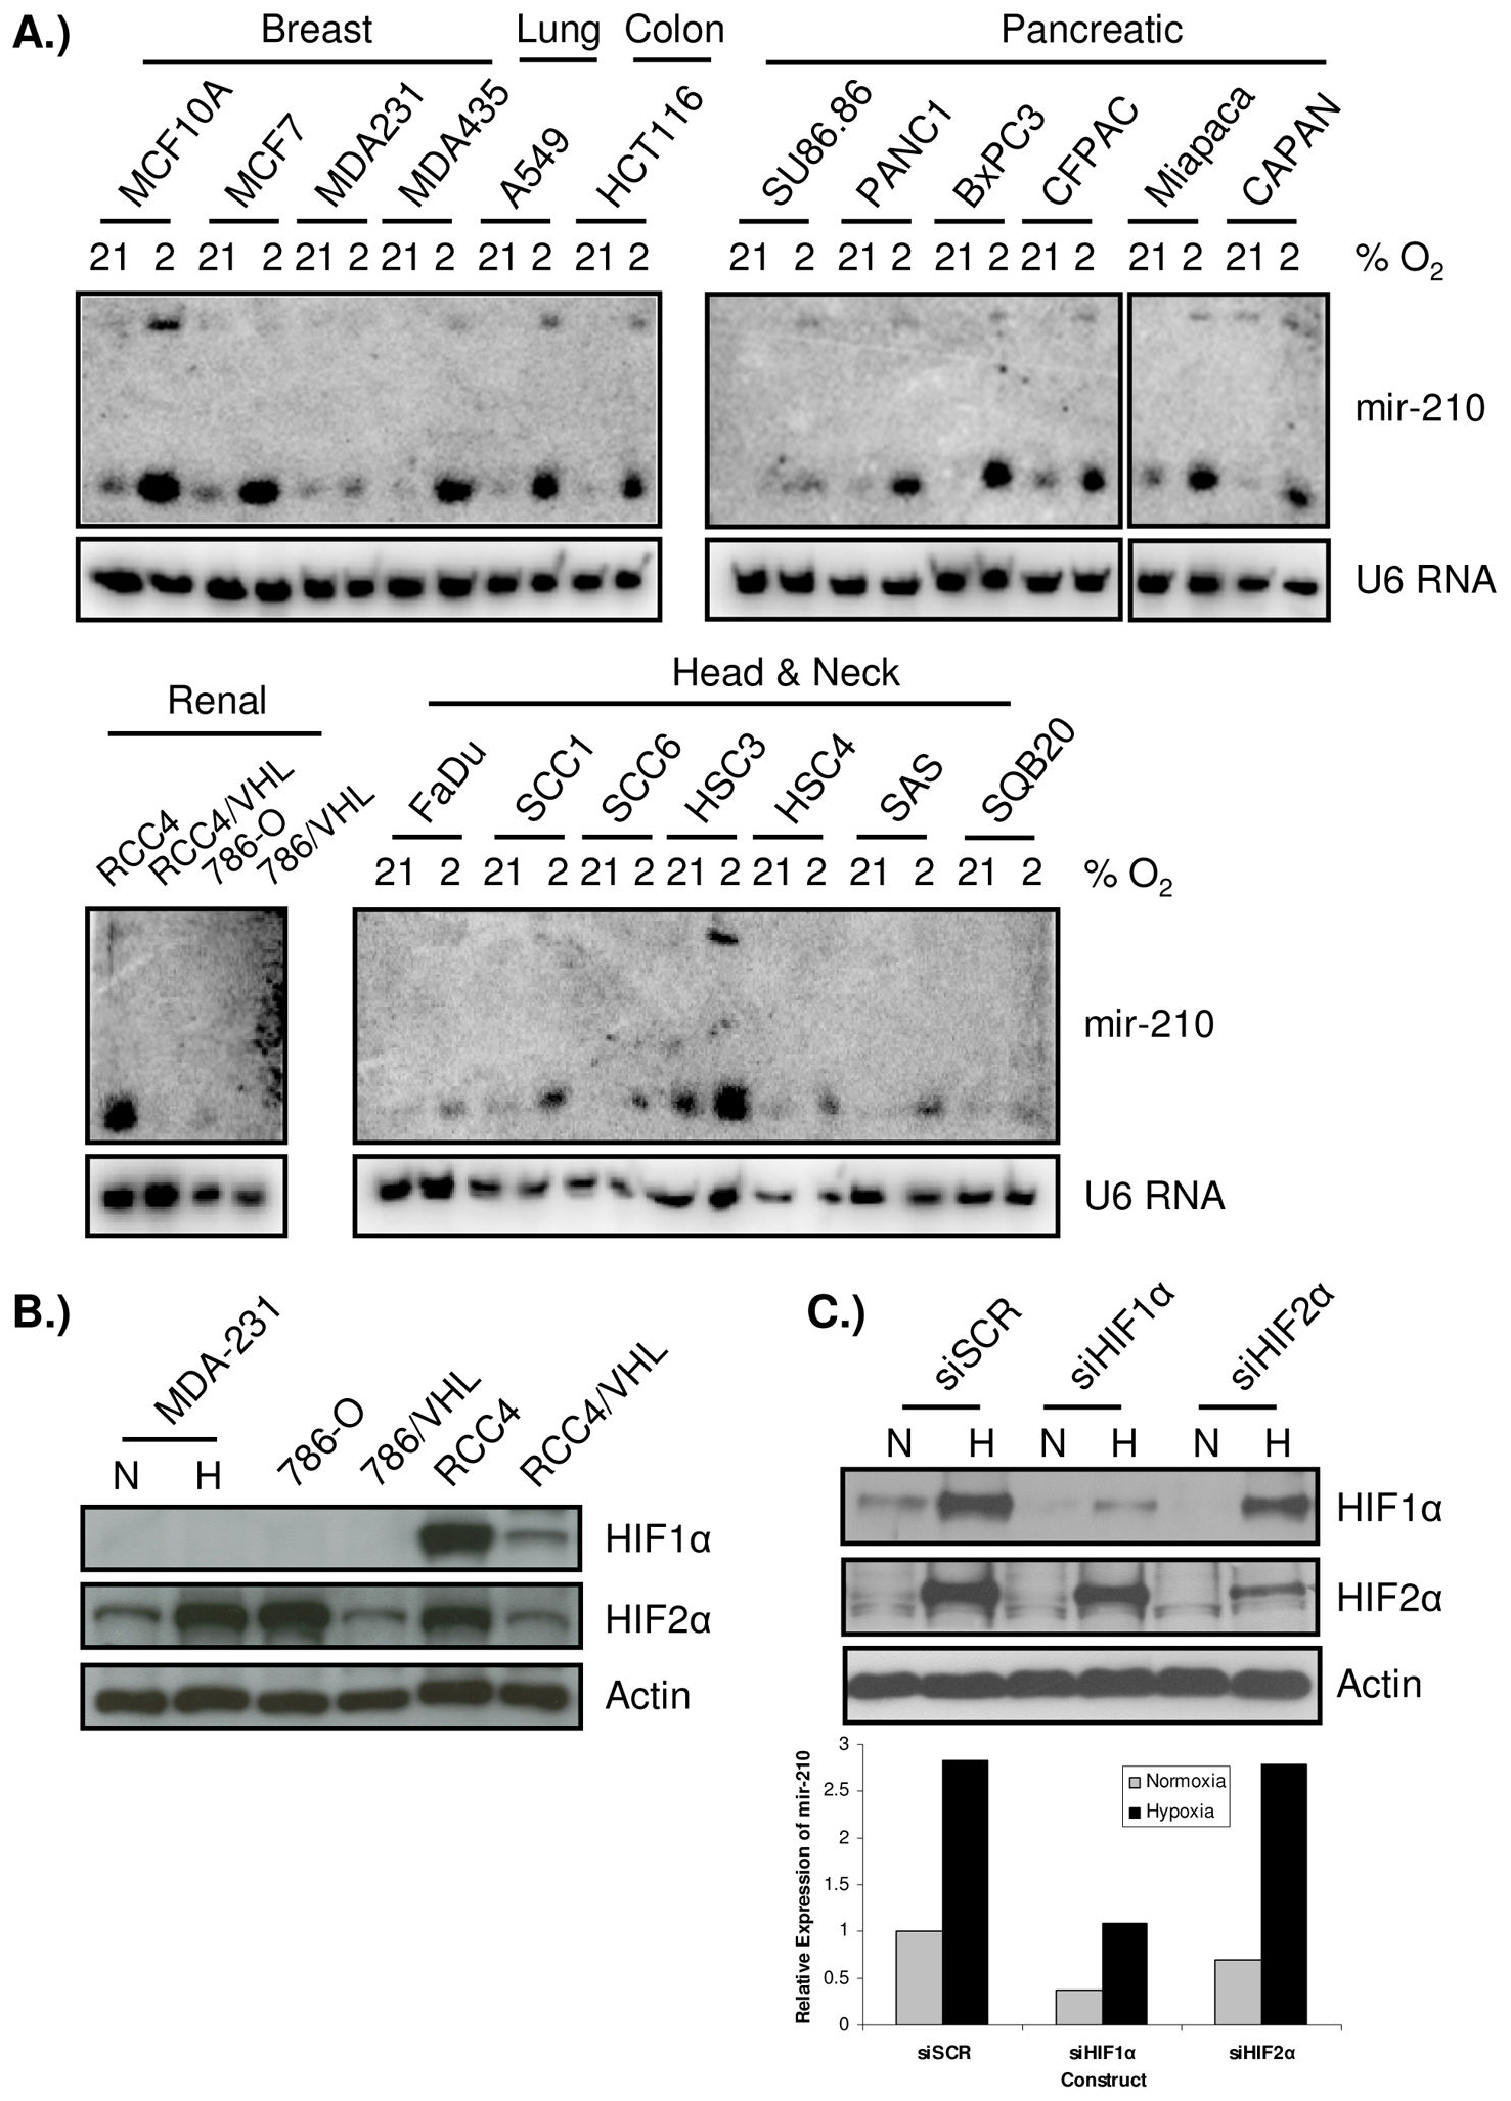 A.)
Breast Lung Colon Pancreatic
MCF10A MCF7 MDA231 MDA435 A549 HCT116 SU86.86 PANC1 BxPC3 CFPAC Miapaca CAPAN
21 2 21 2 21 2 21 2 21 2 21 2 21 2 21 2 21 2 21 2 21 2 21 2 % O2
mir-210
U6 RNA
Renal Head & Neck
RCC4 RCC4/VHL 786-O 786/VHL FaDu SCC1 SCC6 HSC3 HSC4 SAS SQB20
21 2 21 2 21 2 21 2 21 2 21 2 21 2 % O2
mir-210
U6 RNA
B.)
MDA-231 786-O 786/VHL RCC4 RCC4/VHL
N H
HIF1α
HIF2α
Actin
C.)
siSCR siHIF1α siHIF2α
N H N H N H
HIF1α
HIF2α
Actin
Relative Expression of mir-210
3
2.5
2
1.5
1
0.5
0
Normoxia
Hypoxia
siSCR siHIF1α siHIF2α
Construct